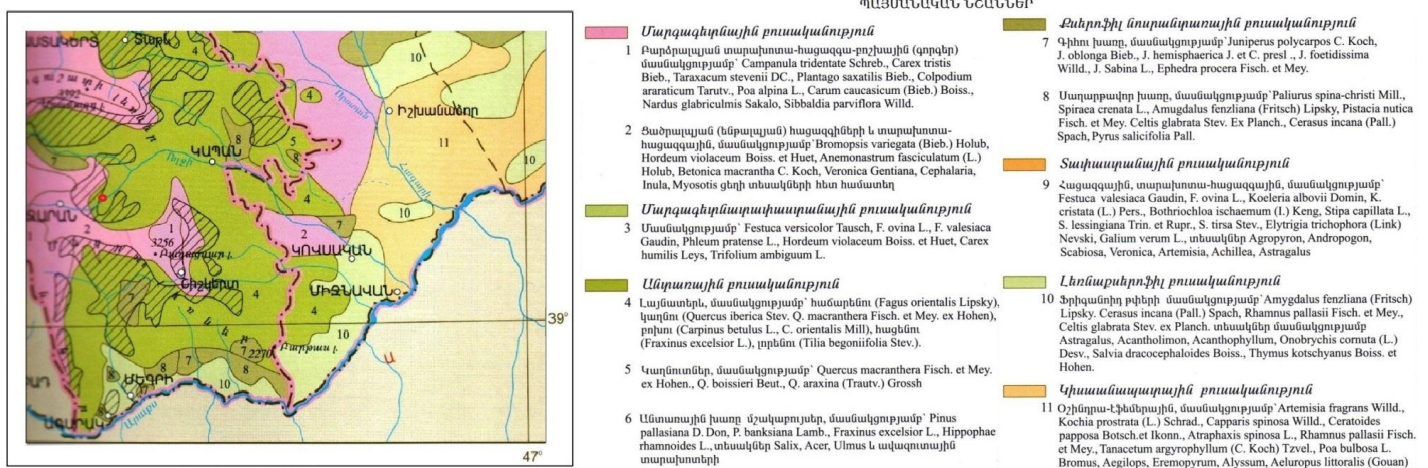 ՊԱՅՄԱՆԱԿԱՆ ՆՇԱՆՆԵՐ
Մարգագետնային բուսականություն
1 Բարձրալպյան տարախոտա-հացազգա-բոշխային (գորգեր)
մասնակցությամբ՝ Campanula tridentate Schreb., Carex tristis
Bieb., Taraxacum stevenii DC., Plantago saxatilis Bieb., Colpodium
araraticum Tarutv., Poa alpina L., Carum caucasicum (Bieb.) Boiss.,
Nardus glabriculmis Sakalo, Sibbaldia parviflora Willd.
2 Ցածրալպյան (ենթալպյան) հացազգիների և տարախոտա-
հացազգային, մասնակցությամբ՝ Bromopsis variegata (Bieb.) Holub,
Hordeum violaceum Boiss. et Huet, Anemonastrum fasciculatum (L.)
Holub, Betonica macrantha C. Koch, Veronica Gentiana, Cephalaria,
Inula, Myosotis ցեղի տեսակների հետ համատեղ
Մարգագետնատափաստանային բուսականություն
3 Մասնակցությամբ՝ Festuca versicolor Tausch, F. ovina L., F. valesiaca
Gaudin, Phleum pratense L., Hordeum violaceum Boiss. et Huet, Carex
humilis Leys, Trifolium ambiguum L.
Անտառային բուսականություն
4 Լայնատերև, մասնակցությամբ՝ հաճարենու (Fagus orientalis Lipsky),
կաղնու (Quercus iberica Stev. Q. macranthera Fisch. et Mey. ex Hohen),
բոխու (Carpinus betulus L., C. orientalis Mill), հացենու
(Fraxinus excelsior L.), լորենու (Tilia begoniifolia Stev.).
5 Կաղնուտներ, մասնակցությամբ՝ Quercus macranthera Fisch. et Mey.
ex Hohen., Q. boissieri Beut., Q. araxina (Trautv.) Grossh
6 Անտառային խառը մշակաբույսեր, մասնակցությամբ՝ Pinus
pallasiana D. Don, P. banksiana Lamb., Fraxinus excelsior L., Hippophae
rhamnoides L., տեսակներ Salix, Acer, Ulmus և ավազուտային
տարախոտերի
Քսերոֆիլ նոսրանտառային բուսականություն
7 Գիհու խառը, մասնակցությամբ՝ Juniperus polycarpos C. Koch,
J. oblonga Bieb., J. hemisphaerica J. et C. presl ., J. foetidissima
Willd., J. Sabina L., Ephedra procera Fisch. et Mey.
8 Սաղարթավոր խառը, մասնակցությամբ՝ Paliurus spina-christi Mill.,
Spiraea crenata L., Amugdalus fenzliana (Fritsch) Lipsky, Pistacia nutica
Fisch. et Mey. Celtis glabrata Stev. Ex Planch., Cerasus incana (Pall.)
Spach, Pyrus salicifolia Pall.
Տափաստանային բուսականություն
9 Հացազգային, տարախոտա-հացազգային, մասնակցությամբ՝
Festuca valesiaca Gaudin, F. ovina L., Koeleria albovii Domin, K.
cristata (L.) Pers., Bothriochloa ischaemum (I.) Keng, Stipa capillata L.,
S. lessingiana Trin. et Rupr., S. tirsa Stev., Elytrigia trichophora (Link)
Nevski, Galium verum L., տեսակներ Agropyron, Andropogon,
Scabiosa, Veronica, Artemisia, Achillea, Astragalus
Լեռնաքսերոֆիլ բուսականություն
10 Ֆրիգանոիդ թփերի մասնակցությամբ՝ Amygdalus fenzliana (Fritsch)
Lipsky. Cerasus incana (Pall.) Spach, Rhamnus pallasii Fisch. et Mey.,
Celtis glabrata Stev. ex Planch. տեսակներ մասնակցությամբ
Astragalus, Acantholimon, Acanthophyllum, Onobrychis cornuta (L.)
Desv., Salvia dracocephaloides Boiss., Thymus kotschyanus Boiss. et
Hohen.
Կիսաանապատային բուսականություն
11 Օշինդրա-էֆեմերային, մասնակցությամբ՝ Artemisia fragrans Willd.,
Kochia prostrata (L.) Schrad., Capparis spinosa Willd., Ceratoides
papposa Botsch.et Ikonn., Atraphaxis spinosa L., Rhamnus pallasii Fisch.
et Mey., Tanacetum argyrophyllum (C. Koch) Tzvel., Poa bulbosa L.
Bromus, Aegilops, Eremopyrum, Alyssum, Aeluropus littoralis (Gouan)
Իշխանաձոր
ԿԱՊԱՆ
ԿՈՎՍԱԿԱՆ
ՄԻՋՆԱՎԱՆ
Շիշկերտ
ՄԵՂՐԻ
ԱԳԱՐԱԿ
Արաքս
3256
2270
39°
47°